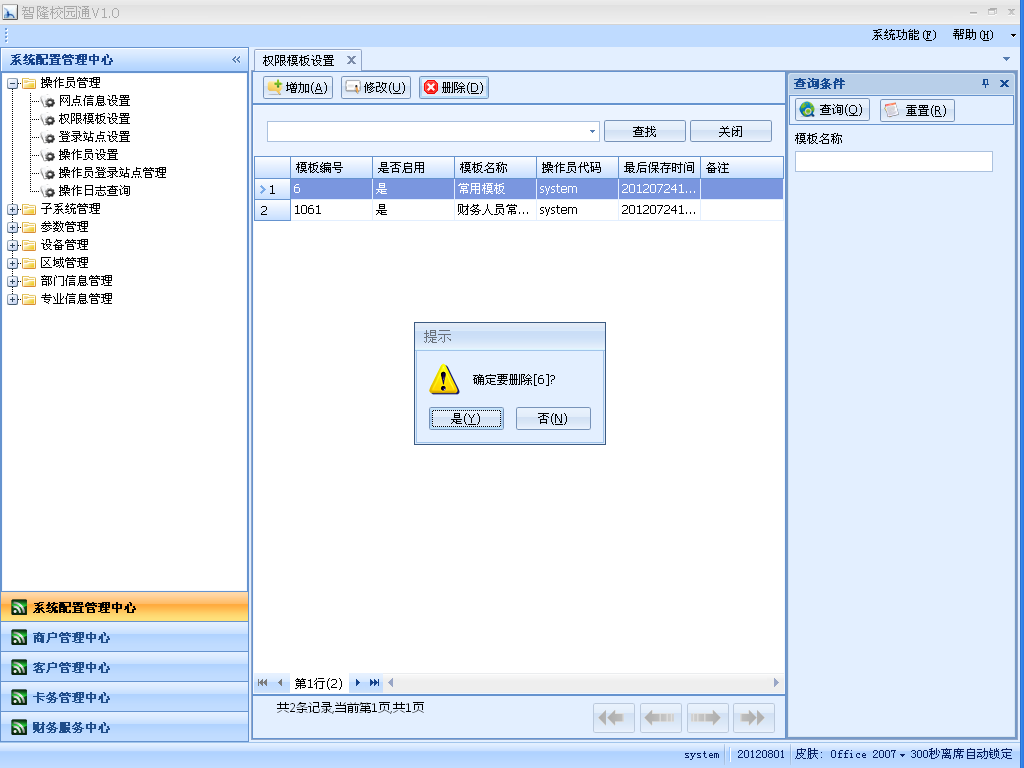 智隆校园通V1.0
系统功能(F) 帮助(H)
系统配置管理中心
操作员管理
网点信息设置
权限模板设置
登录站点设置
操作员设置
操作员登录站点管理
操作日志查询
子系统管理
参数管理
设备管理
区域管理
部门信息管理
专业信息管理
系统配置管理中心
商户管理中心
客户管理中心
卡务管理中心
财务服务中心
权限模板设置
增加(A) 修改(U) 删除(D)
查找 关闭
模板编号 是否启用 模板名称 操作员代码 最后保存时间 备注
1 6 是 常用模板 system 201207241...
2 1061 是 财务人员常... system 201207241...
提示
确定要删除[6]?
是(Y) 否(N)
第1行(2)
共2条记录,当前第1页,共1页
查询条件
查询(Q) 重置(R)
模板名称
system 20120801 皮肤: Office 2007 300秒离席自动锁定